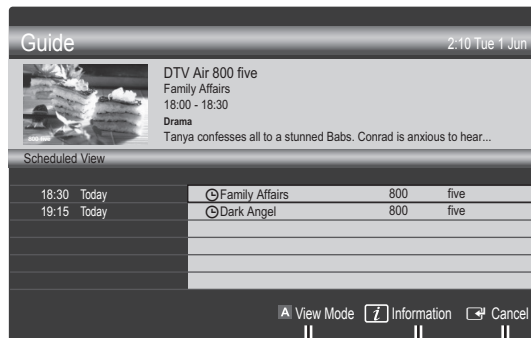 Guide
2:10 Tue 1 Jun
DTV Air 800 five
Family Affairs
18:00 - 18:30
Drama
Tanya confesses all to a stunned Babs. Conrad is anxious to hear...
Scheduled View
18:30 Today Family Affairs 800 five
19:15 Today Dark Angel 800 five
A View Mode i Information Cancel